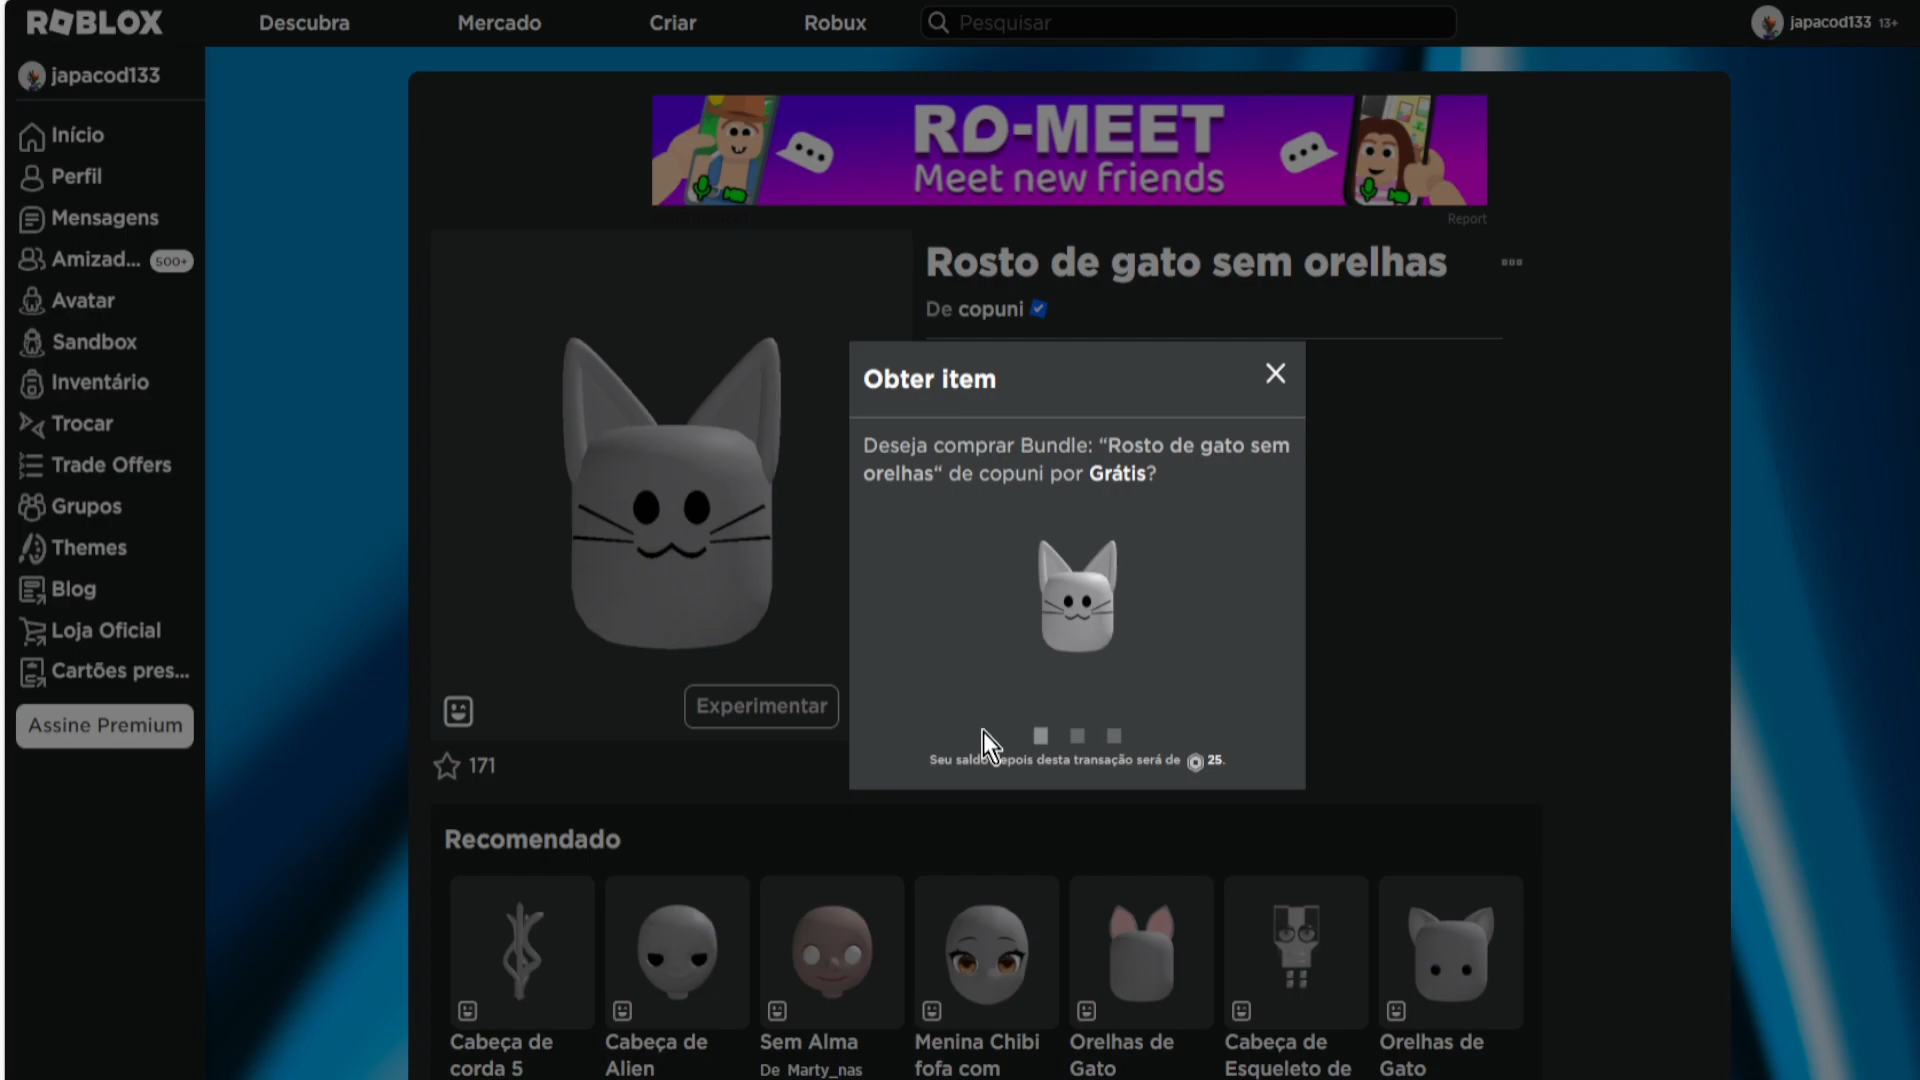 ROBLOX
Descubra
Mercado
Criar
Robux
Pesquisar
japacod133 13+
japacod133
Início
Perfil
Mensagens
Amizad... 500+
Avatar
Sandbox
Inventário
Trocar
Trade Offers
Grupos
Themes
Blog
Loja Oficial
Cartões pres...
Assine Premium
RO-MEET
Meet new friends
Report
Rosto de gato sem orelhas
De copuni
Obter item
Deseja comprar Bundle: “Rosto de gato sem
orelhas“ de copuni por Grátis?
Seu saldo depois desta transação será de 25.
Experimentar
171
Recomendado
Cabeça de
corda 5
Cabeça de
Alien
Sem Alma
De Marty_nas
Menina Chibi
fofa com
Orelhas de
Gato
Cabeça de
Esqueleto de
Orelhas de
Gato